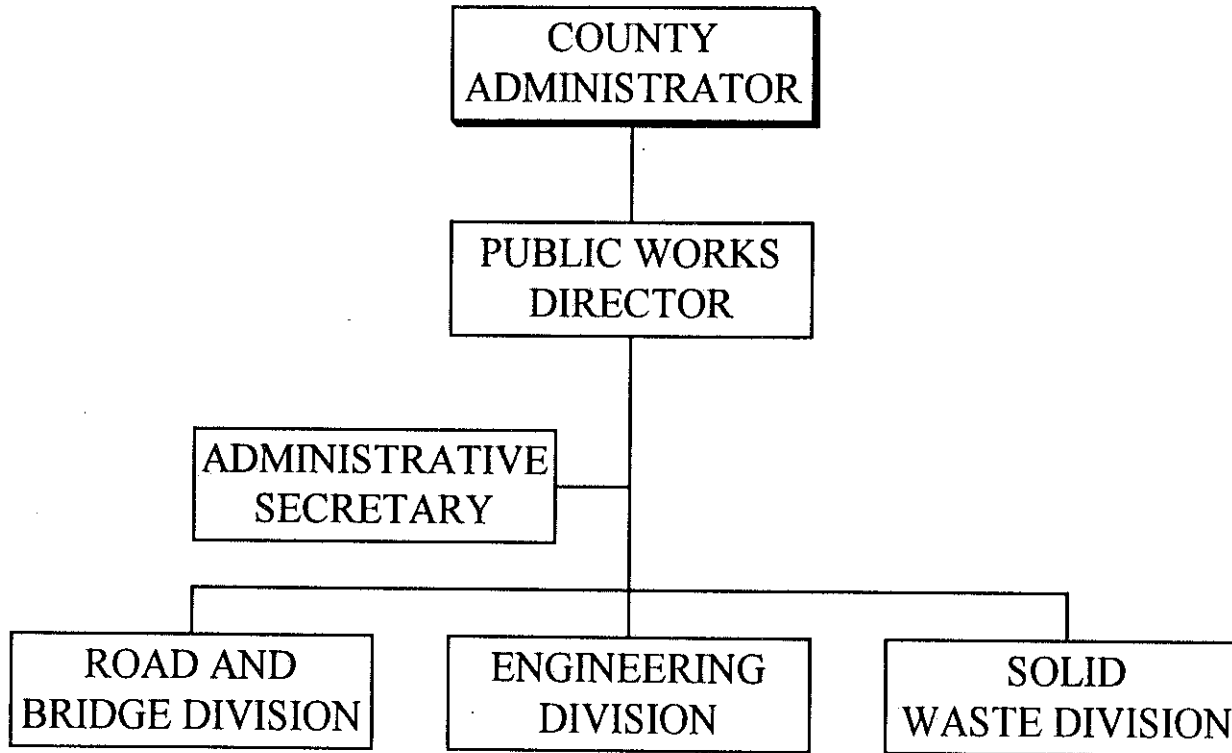 COUNTY
ADMINISTRATOR
PUBLIC WORKS
DIRECTOR
ADMINISTRATIVE
SECRETARY
ROAD AND
BRIDGE DIVISION
ENGINEERING
DIVISION
SOLID
WASTE DIVISION